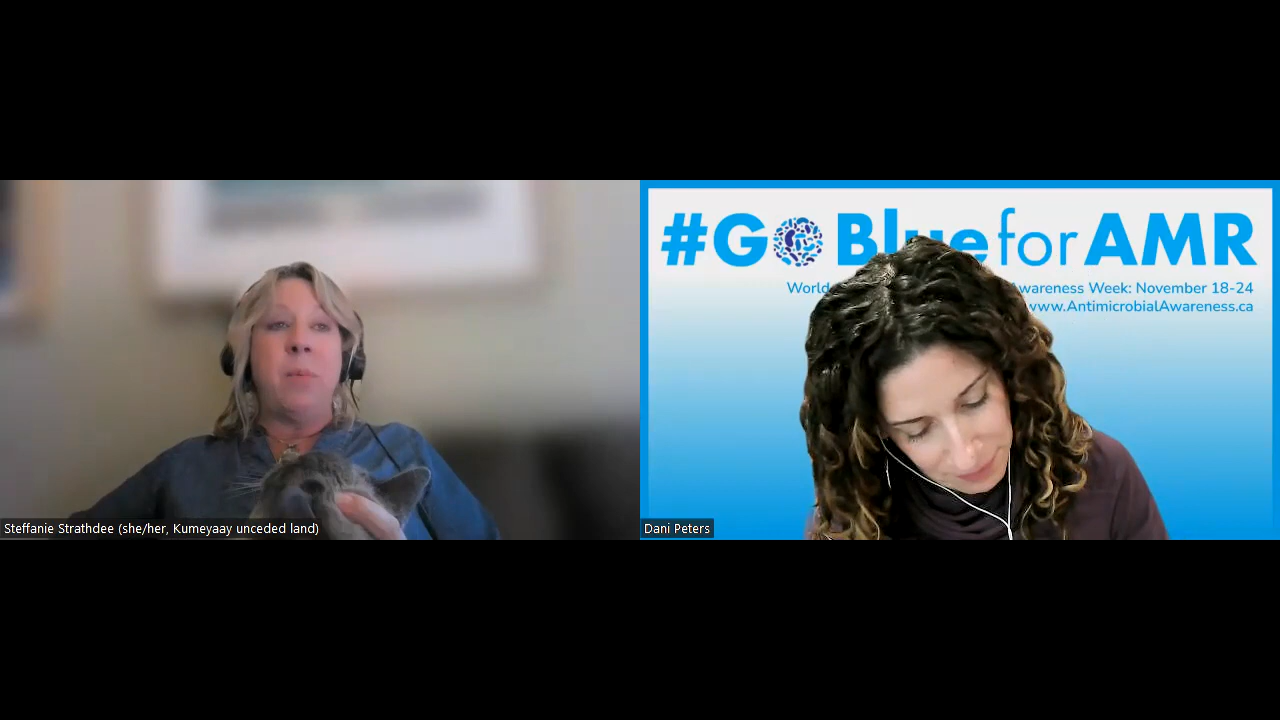 #GO Blue for AMR
World Awareness Week: November 18-24
www.AntimicrobialAwareness.ca
Steffanie Strathdee (she/her, Kumeyaay unceded land)
Dani Peters